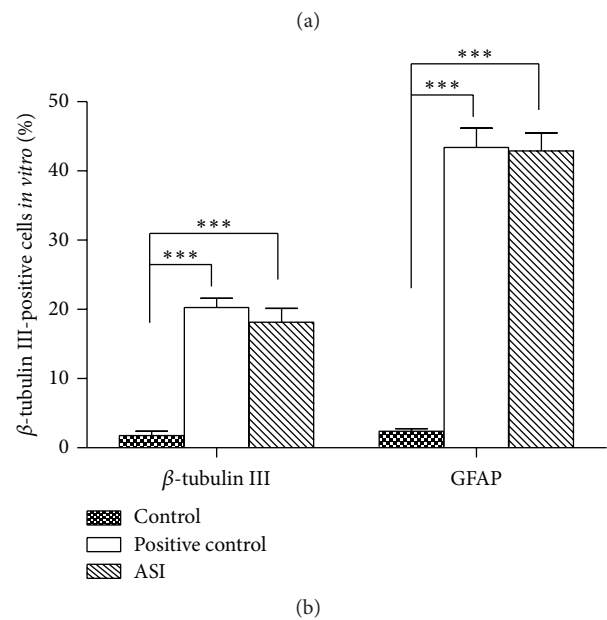 (a)
***
***
50
40
30
20
10
0
***
***
β-tubulin III-positive cells in vitro (%)
β-tubulin III
GFAP
Control
Positive control
ASI
(b)